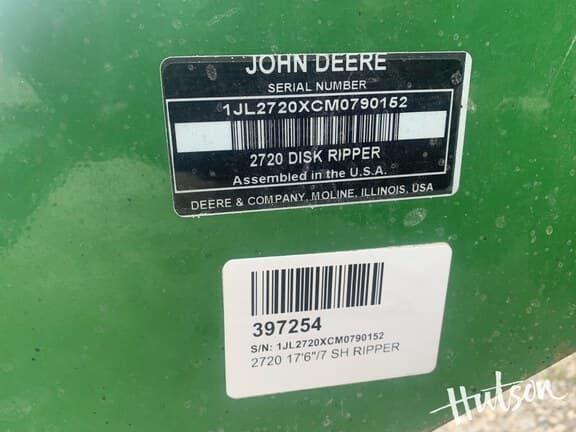 JOHN DEERE
SERIAL NUMBER
1JL2720XCM0790152
2720 DISK RIPPER
Assembled in the U.S.A.
DEERE & COMPANY, MOLINE, ILLINOIS, USA
397254
S/N: 1JL2720XCM0790152
2720 17'6"/7 SH RIPPER
Hutson